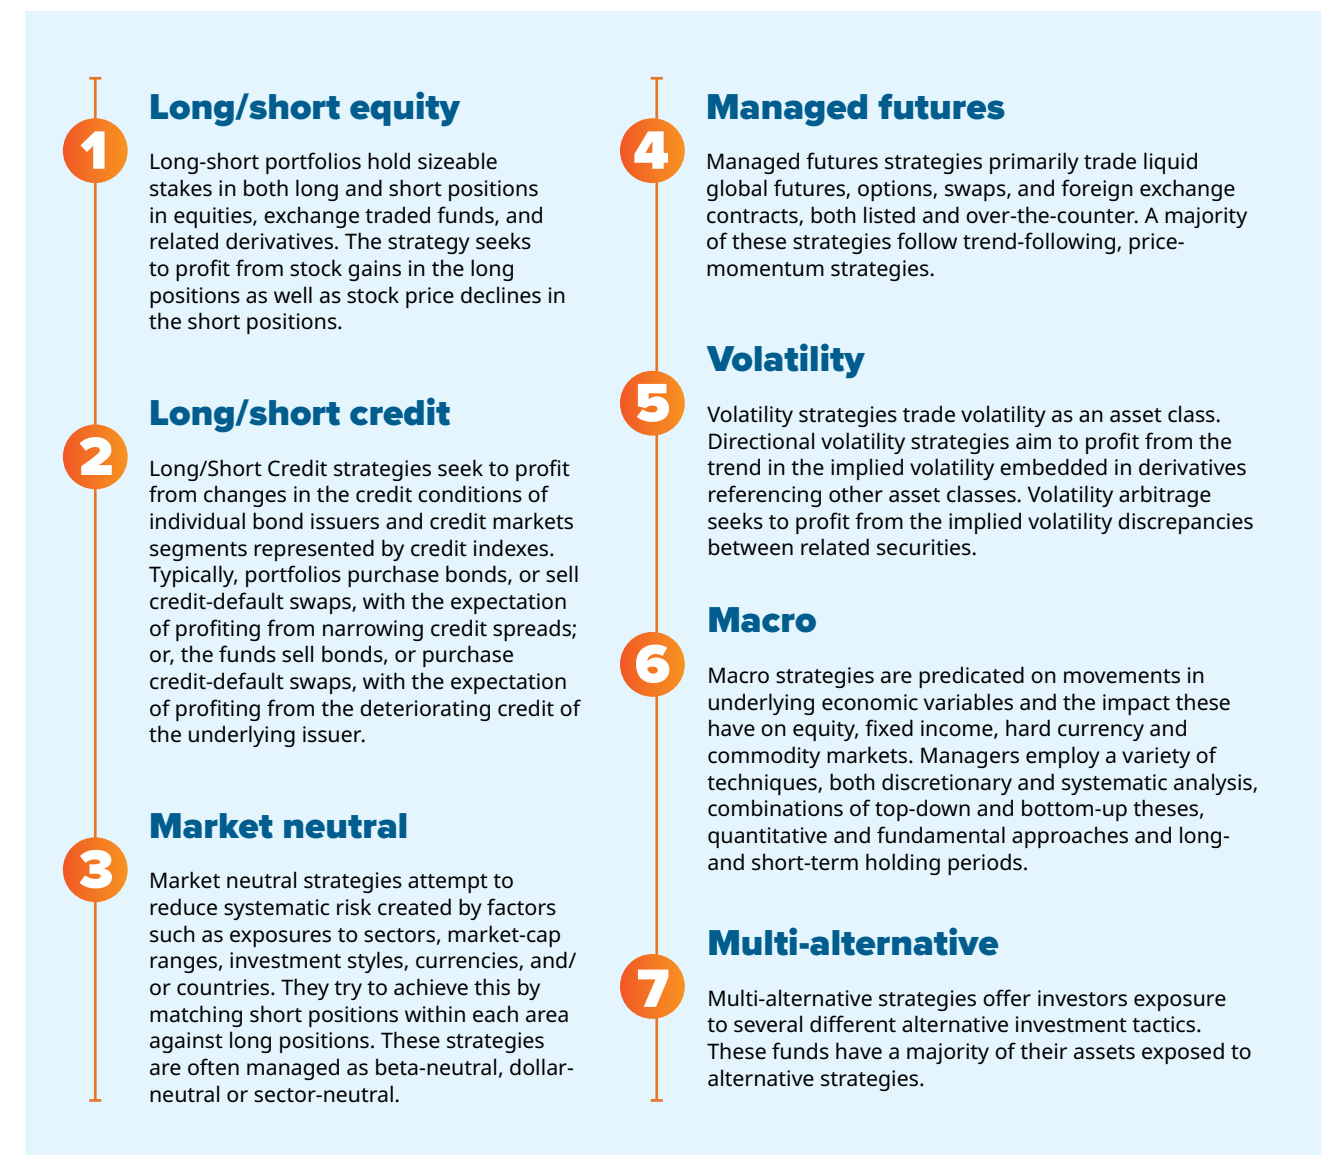 1
Long/short equity
Long-short portfolios hold sizeable
stakes in both long and short positions
in equities, exchange traded funds, and
related derivatives. The strategy seeks
to profit from stock gains in the long
positions as well as stock price declines in
the short positions.
2
Long/short credit
Long/Short Credit strategies seek to profit
from changes in the credit conditions of
individual bond issuers and credit markets
segments represented by credit indexes.
Typically, portfolios purchase bonds, or sell
credit-default swaps, with the expectation
of profiting from narrowing credit spreads;
or, the funds sell bonds, or purchase
credit-default swaps, with the expectation
of profiting from the deteriorating credit of
the underlying issuer.
3
Market neutral
Market neutral strategies attempt to
reduce systematic risk created by factors
such as exposures to sectors, market-cap
ranges, investment styles, currencies, and/
or countries. They try to achieve this by
matching short positions within each area
against long positions. These strategies
are often managed as beta-neutral, dollar-
neutral or sector-neutral.
4
Managed futures
Managed futures strategies primarily trade liquid
global futures, options, swaps, and foreign exchange
contracts, both listed and over-the-counter. A majority
of these strategies follow trend-following, price-
momentum strategies.
5
Volatility
Volatility strategies trade volatility as an asset class.
Directional volatility strategies aim to profit from the
trend in the implied volatility embedded in derivatives
referencing other asset classes. Volatility arbitrage
seeks to profit from the implied volatility discrepancies
between related securities.
6
Macro
Macro strategies are predicated on movements in
underlying economic variables and the impact these
have on equity, fixed income, hard currency and
commodity markets. Managers employ a variety of
techniques, both discretionary and systematic analysis,
combinations of top-down and bottom-up theses,
quantitative and fundamental approaches and long-
and short-term holding periods.
7
Multi-alternative
Multi-alternative strategies offer investors exposure
to several different alternative investment tactics.
These funds have a majority of their assets exposed to
alternative strategies.